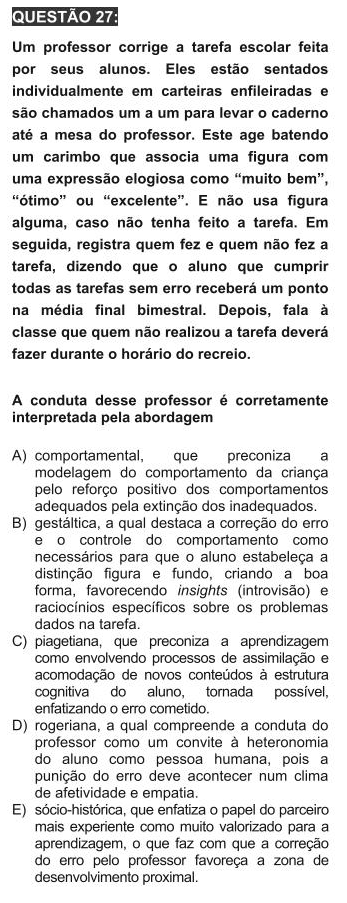 QUESTÃO 27:
Um professor corrige a tarefa escolar feita
por seus alunos. Eles estão sentados
individualmente em carteiras enfileiradas e
são chamados um a um para levar o caderno
até a mesa do professor. Este age batendo
um carimbo que associa uma figura com
uma expressão elogiosa como “muito bem”,
“ótimo” ou “excelente”. E não usa figura
alguma, caso não tenha feito a tarefa. Em
seguida, registra quem fez e quem não fez a
tarefa, dizendo que o aluno que cumprir
todas as tarefas sem erro receberá um ponto
na média final bimestral. Depois, fala à
classe que quem não realizou a tarefa deverá
fazer durante o horário do recreio.
A conduta desse professor é corretamente
interpretada pela abordagem
A) comportamental, que preconiza a
modelagem do comportamento da criança
pelo reforço positivo dos comportamentos
adequados pela extinção dos inadequados.
B) gestáltica, a qual destaca a correção do erro
e o controle do comportamento como
necessários para que o aluno estabeleça a
distinção figura e fundo, criando a boa
forma, favorecendo insights (introvisão) e
raciocínios específicos sobre os problemas
dados na tarefa.
C) piagetiana, que preconiza a aprendizagem
como envolvendo processos de assimilação e
acomodação de novos conteúdos à estrutura
cognitiva do aluno, tornada possível,
enfatizando o erro cometido.
D) rogeriana, a qual compreende a conduta do
professor como um convite à heteronomia
do aluno como pessoa humana, pois a
punição do erro deve acontecer num clima
de afetividade e empatia.
E) sócio-histórica, que enfatiza o papel do parceiro
mais experiente como muito valorizado para a
aprendizagem, o que faz com que a correção
do erro pelo professor favoreça a zona de
desenvolvimento proximal.